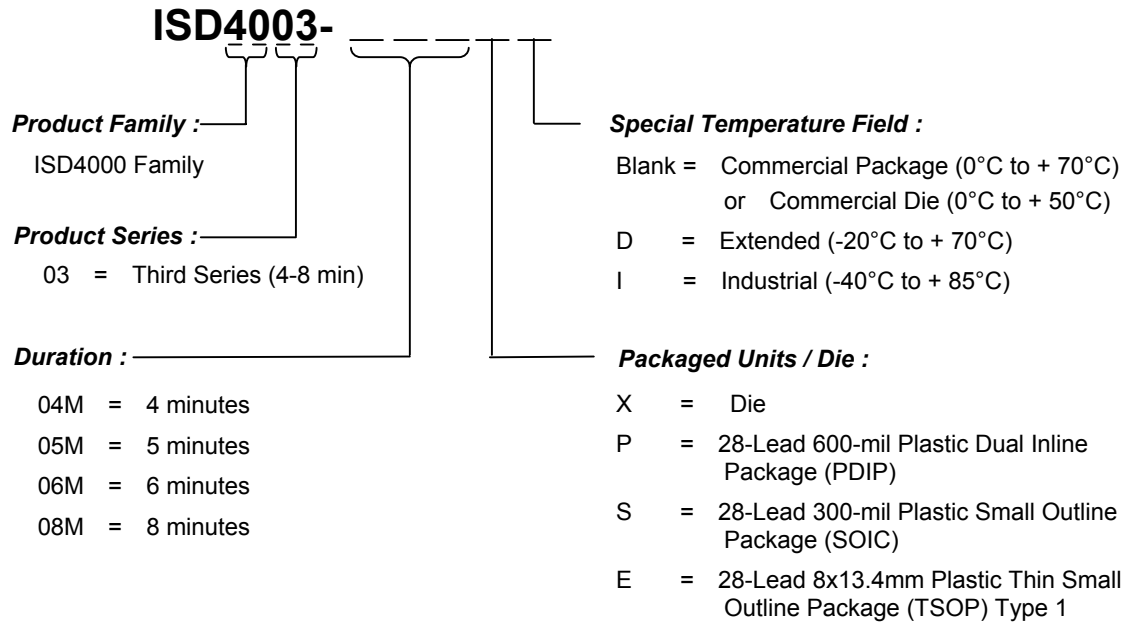 ISD4003-
Product Family :
ISD4000 Family
Product Series :
03 = Third Series (4-8 min)
Duration :
04M = 4 minutes
05M = 5 minutes
06M = 6 minutes
08M = 8 minutes
Special Temperature Field :
Blank = Commercial Package (0°C to + 70°C)
or Commercial Die (0°C to + 50°C)
D = Extended (-20°C to + 70°C)
I = Industrial (-40°C to + 85°C)
Packaged Units / Die :
X = Die
P = 28-Lead 600-mil Plastic Dual Inline
Package (PDIP)
S = 28-Lead 300-mil Plastic Small Outline
Package (SOIC)
E = 28-Lead 8x13.4mm Plastic Thin Small
Outline Package (TSOP) Type 1